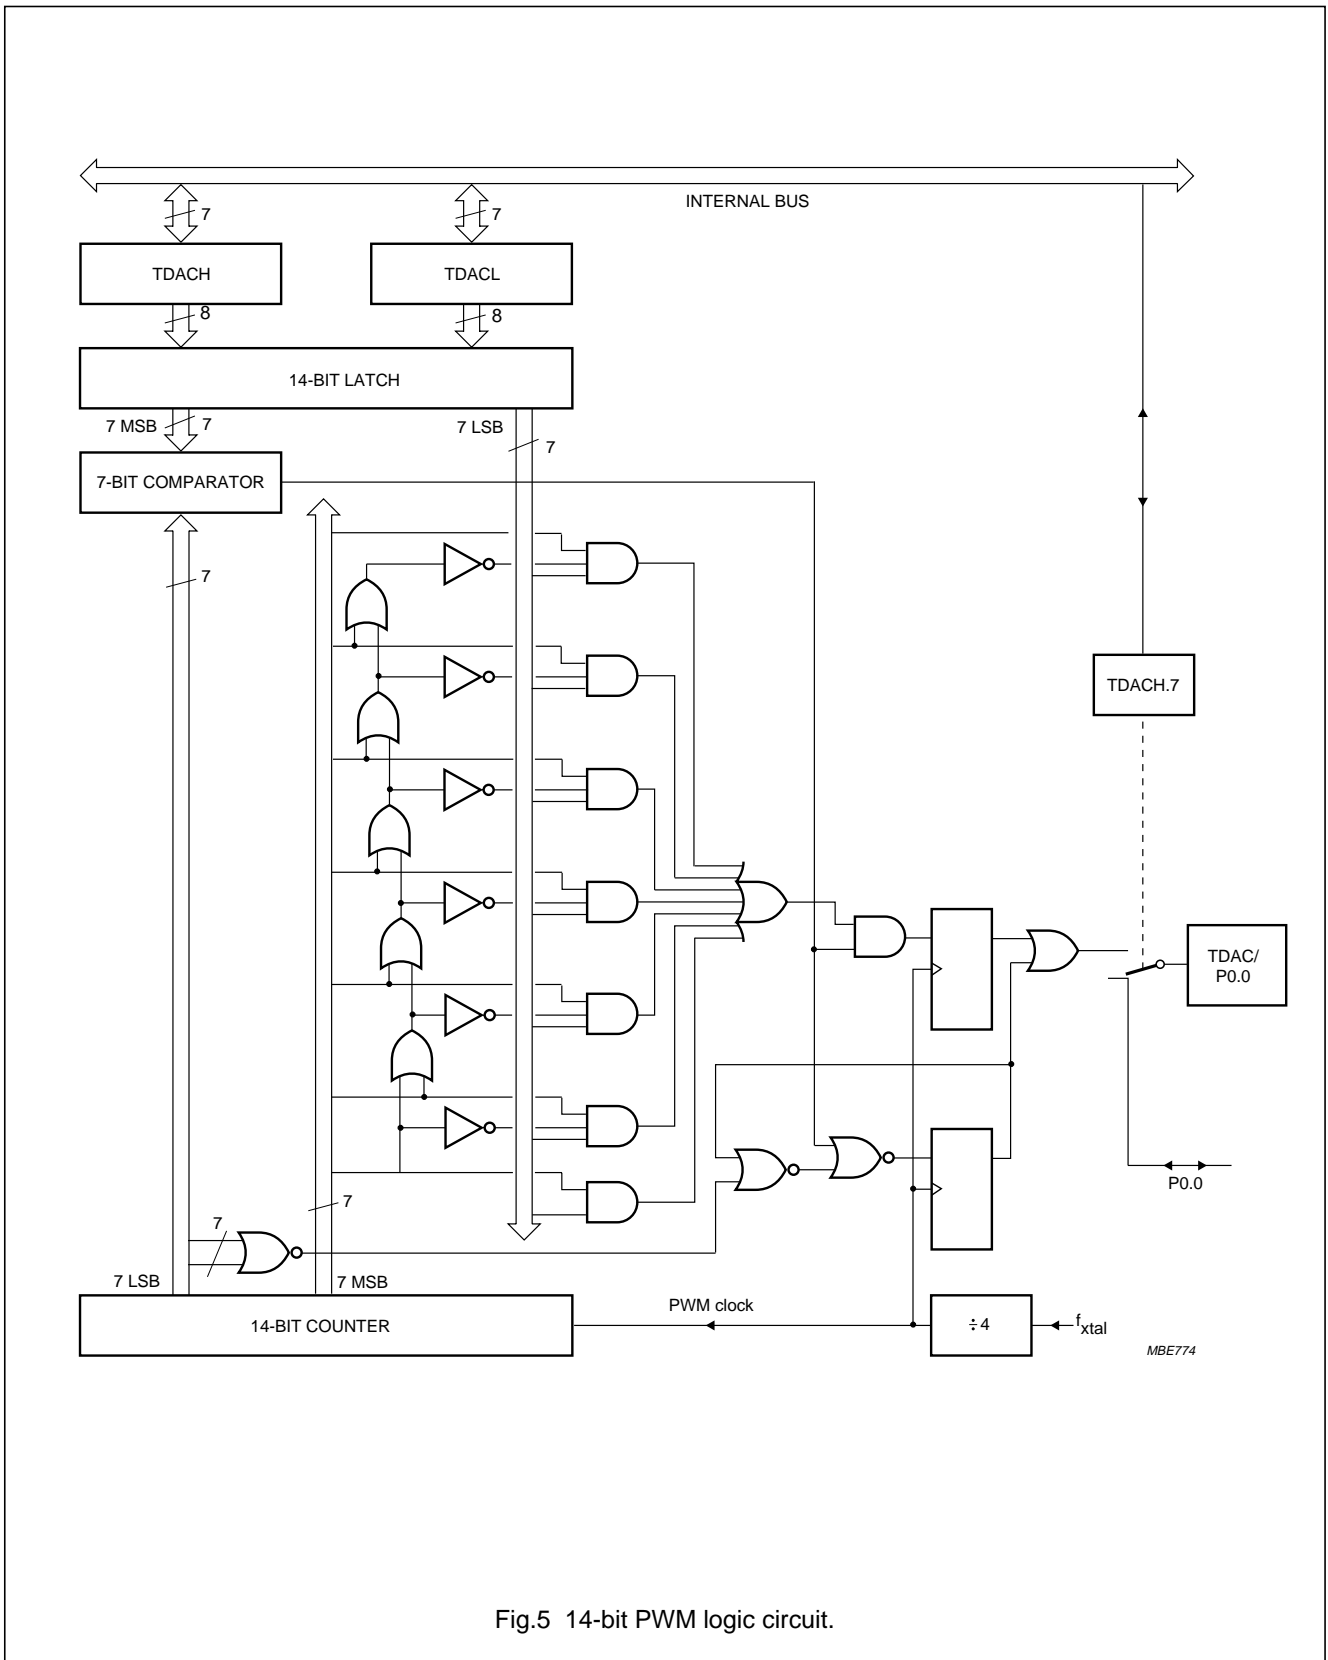 INTERNAL BUS
7
7
TDACH
TDACL
8
8
14-BIT LATCH
7 MSB
7
7 LSB
7
7-BIT COMPARATOR
7
TDACH.7
TDAC/
P0.0
P0.0
7
7
7 LSB
7 MSB
14-BIT COUNTER
PWM clock
÷4
fxtal
MBE774
Fig.5 14-bit PWM logic circuit.